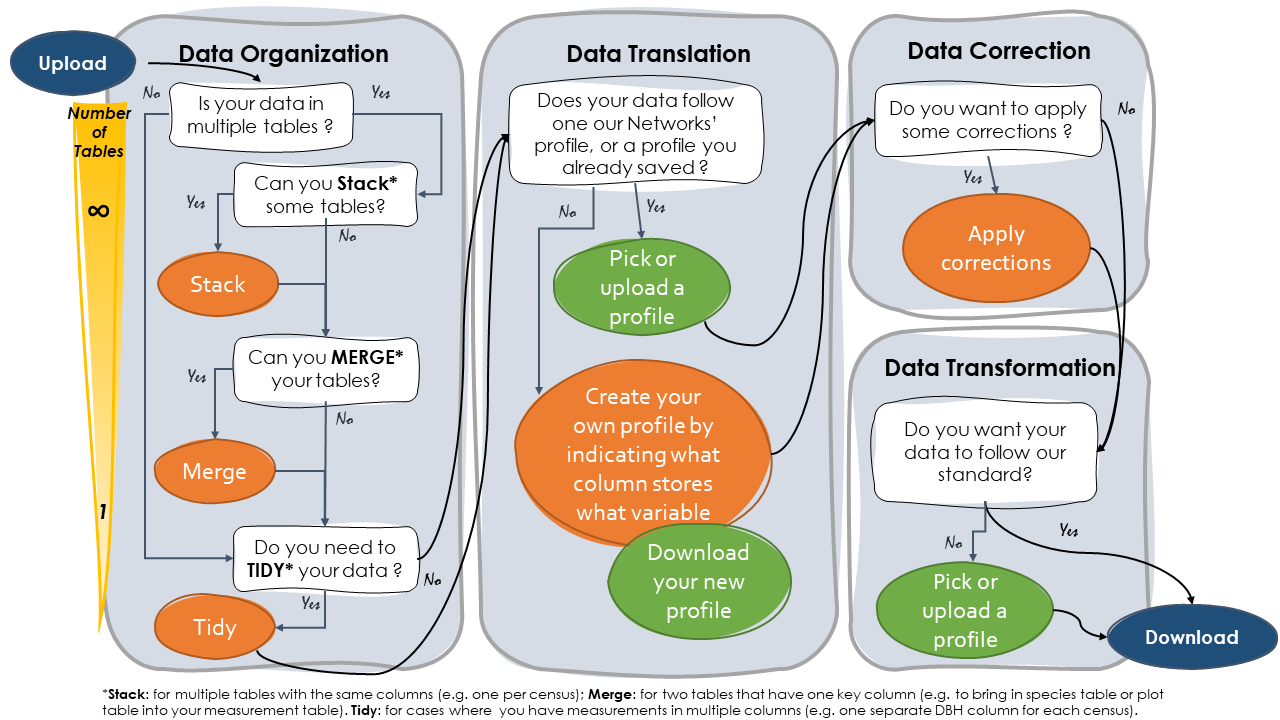 Upload
Number
of
Tables
∞
1
Data Organization
Is your data in
multiple tables ?
No
Yes
Can you Stack*
some tables?
Yes
No
Stack
Can you MERGE*
your tables?
Yes
No
Merge
Do you need to
TIDY* your data ?
No
Yes
Tidy
Data Translation
Does your data follow
one our Networks’
profile, or a profile you
already saved ?
No
Yes
Pick or
upload a
profile
Create your
own profile by
indicating what
column stores
what variable
Download
your new
profile
Data Correction
Do you want to apply
some corrections ?
No
Yes
Apply
corrections
Data Transformation
Do you want your
data to follow our
standard?
No
Yes
Pick or
upload a
profile
Download
*Stack: for multiple tables with the same columns (e.g. one per census); Merge: for two tables that have one key column (e.g. to bring in species table or plot
table into your measurement table). Tidy: for cases where you have measurements in multiple columns (e.g. one separate DBH column for each census).